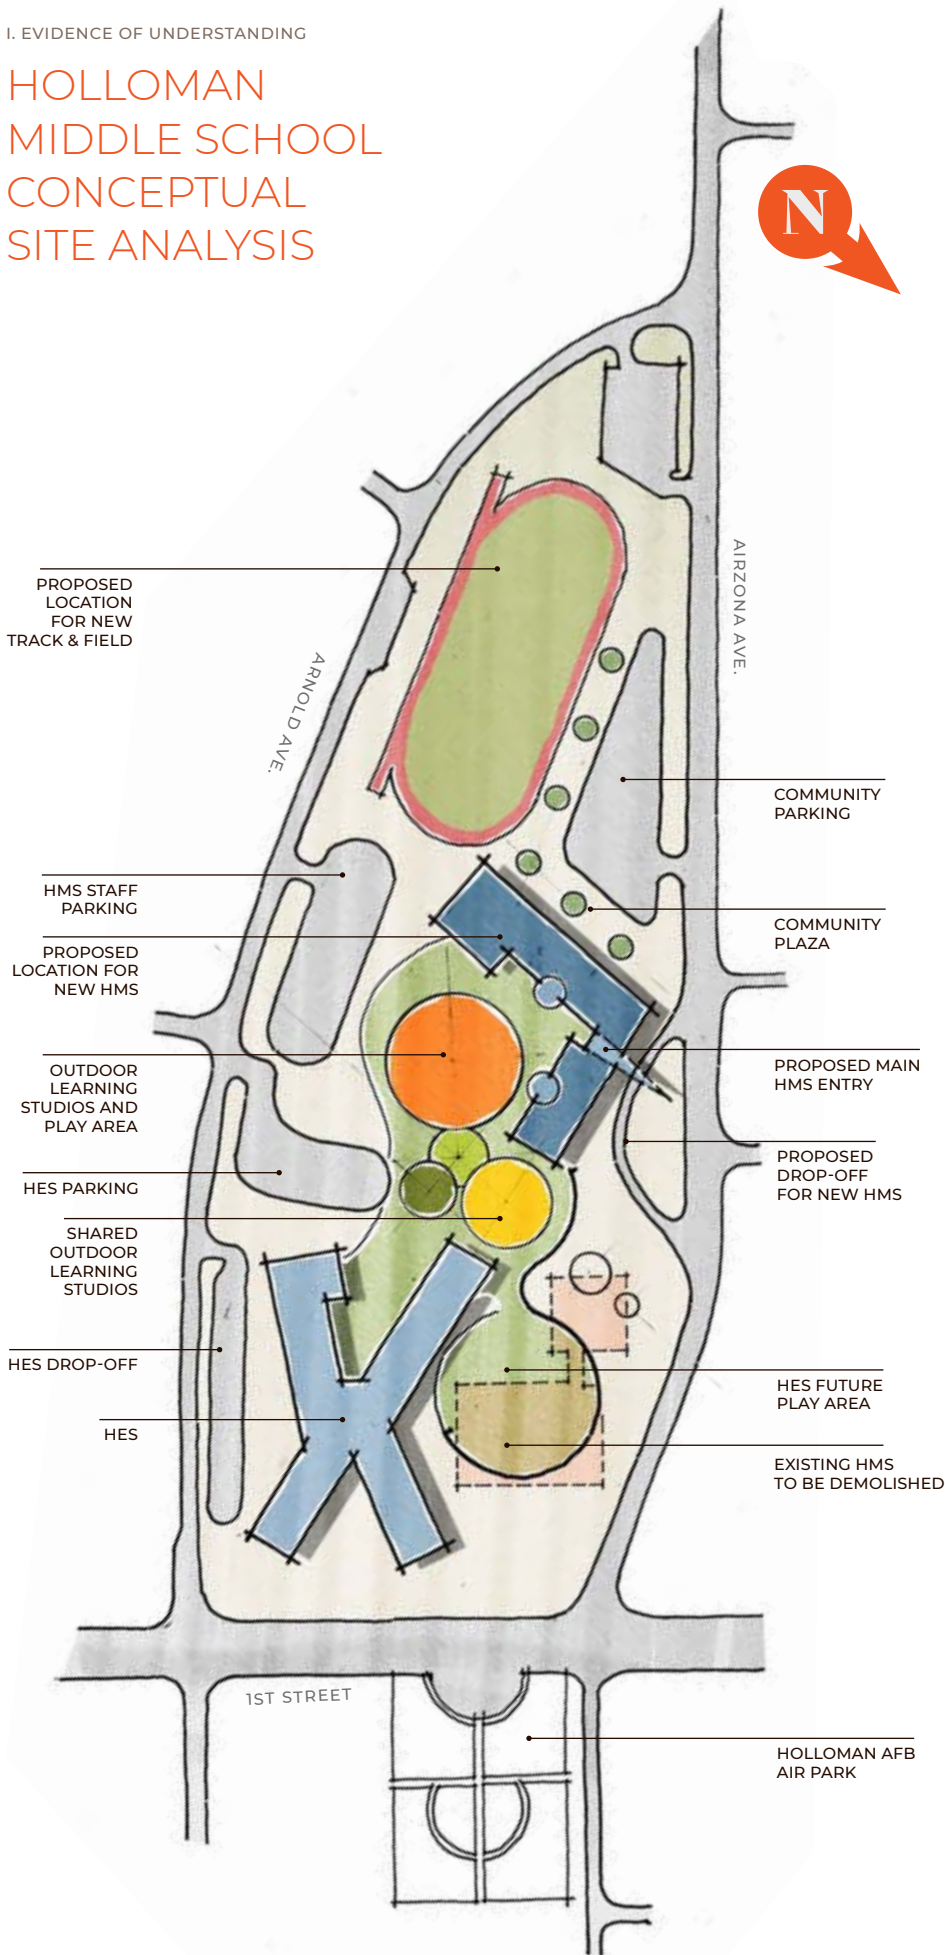 I. EVIDENCE OF UNDERSTANDING
HOLLOMAN
MIDDLE SCHOOL
CONCEPTUAL
SITE ANALYSIS
N
AIRZONA AVE.
PROPOSED
LOCATION
FOR NEW
TRACK & FIELD
ARNOLD AVE.
COMMUNITY
PARKING
HMS STAFF
PARKING
COMMUNITY
PLAZA
PROPOSED
LOCATION FOR
NEW HMS
PROPOSED MAIN
HMS ENTRY
OUTDOOR
LEARNING
STUDIOS AND
PLAY AREA
PROPOSED
DROP-OFF
FOR NEW HMS
HES PARKING
SHARED
OUTDOOR
LEARNING
STUDIOS
HES DROP-OFF
HES FUTURE
PLAY AREA
HES
EXISTING HMS
TO BE DEMOLISHED
1ST STREET
HOLLOMAN AFB
AIR PARK